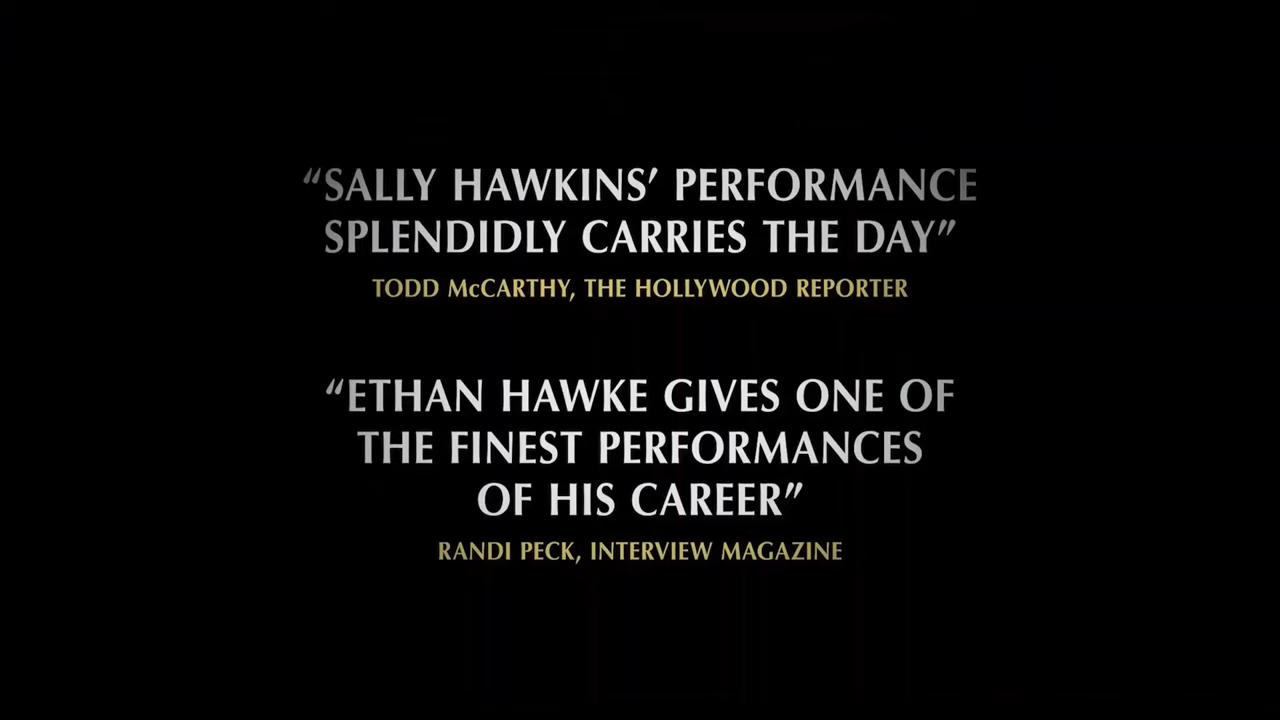 “SALLY HAWKINS’ PERFORMANCE
SPLENDIDLY CARRIES THE DAY”
TODD McCARTHY, THE HOLLYWOOD REPORTER
“ETHAN HAWKE GIVES ONE OF
THE FINEST PERFORMANCES
OF HIS CAREER”
RANDI PECK, INTERVIEW MAGAZINE